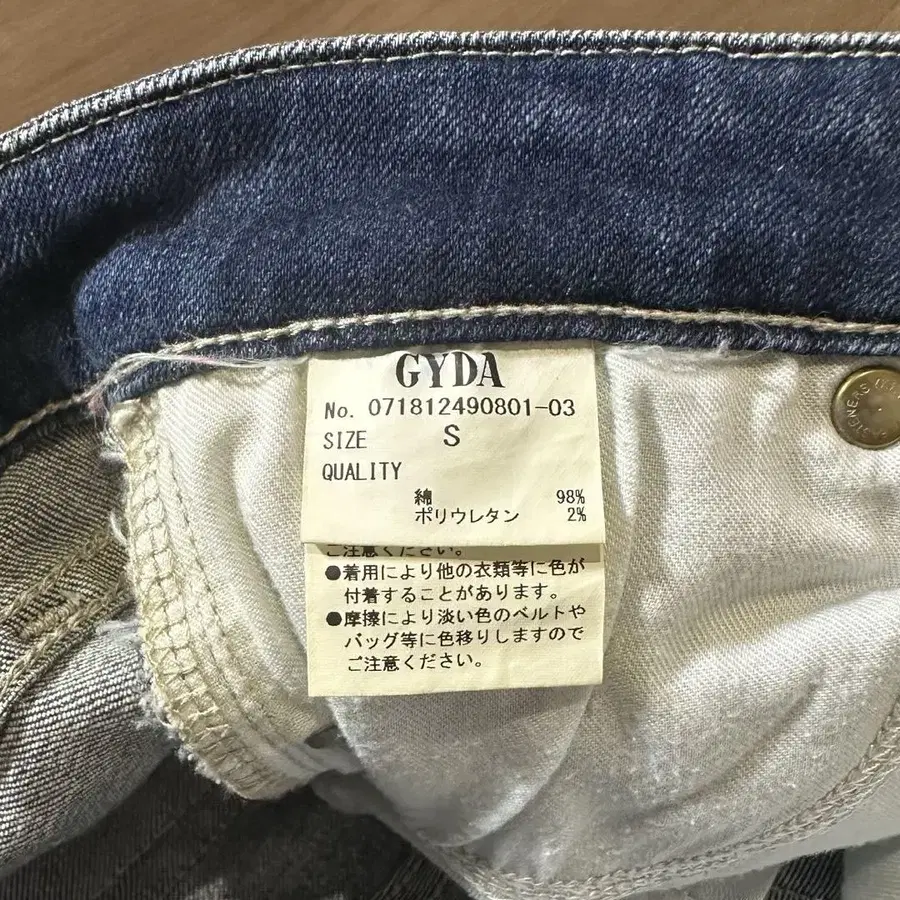 GYDA
No. 071812490801-03
SIZE S
QUALITY
綿 98%
ポリウレタン 2%
ご注意ください。
●着用により他の衣類等に色が
付着することがあります。
●摩擦により淡い色のベルトや
バッグ等に色移りしますので
ご注意ください。